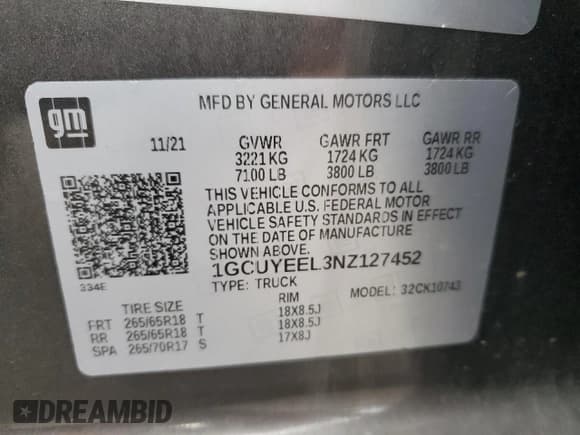 gm
MFD BY GENERAL MOTORS LLC
11/21 GVWR GAWR FRT GAWR RR
3221 KG 1724 KG 1724 KG
7100 LB 3800 LB 3800 LB
THIS VEHICLE CONFORMS TO ALL
APPLICABLE U.S. FEDERAL MOTOR
VEHICLE SAFETY STANDARDS IN EFFECT
ON THE DATE OF MANUFACTURE
SHOWN ABOVE.
334E
1GCUYEEL3NZ127452
TYPE: TRUCK MODEL: 32CK10743
TIRE SIZE RIM
FRT 265/65R18 T 18X8.5J
RR 265/65R18 T 18X8.5J
SPA 265/70R17 S 17X8J
DREAMBID